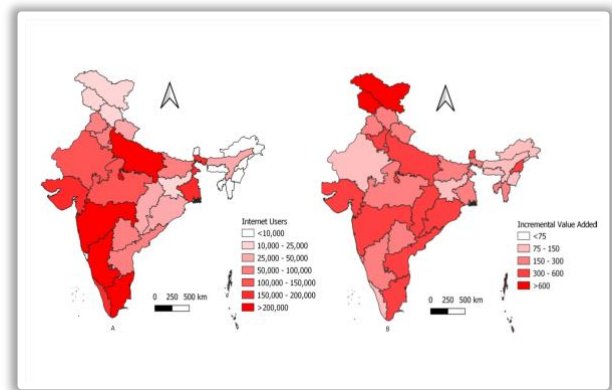 Internet Users
<10,000
10,000 - 25,000
25,000 - 50,000
50,000 - 100,000
100,000 - 150,000
150,000 - 200,000
>200,000
0 250 500 km
A
Incremental Value Added
<75
75 - 150
150 - 300
300 - 600
>600
0 250 500 km
B